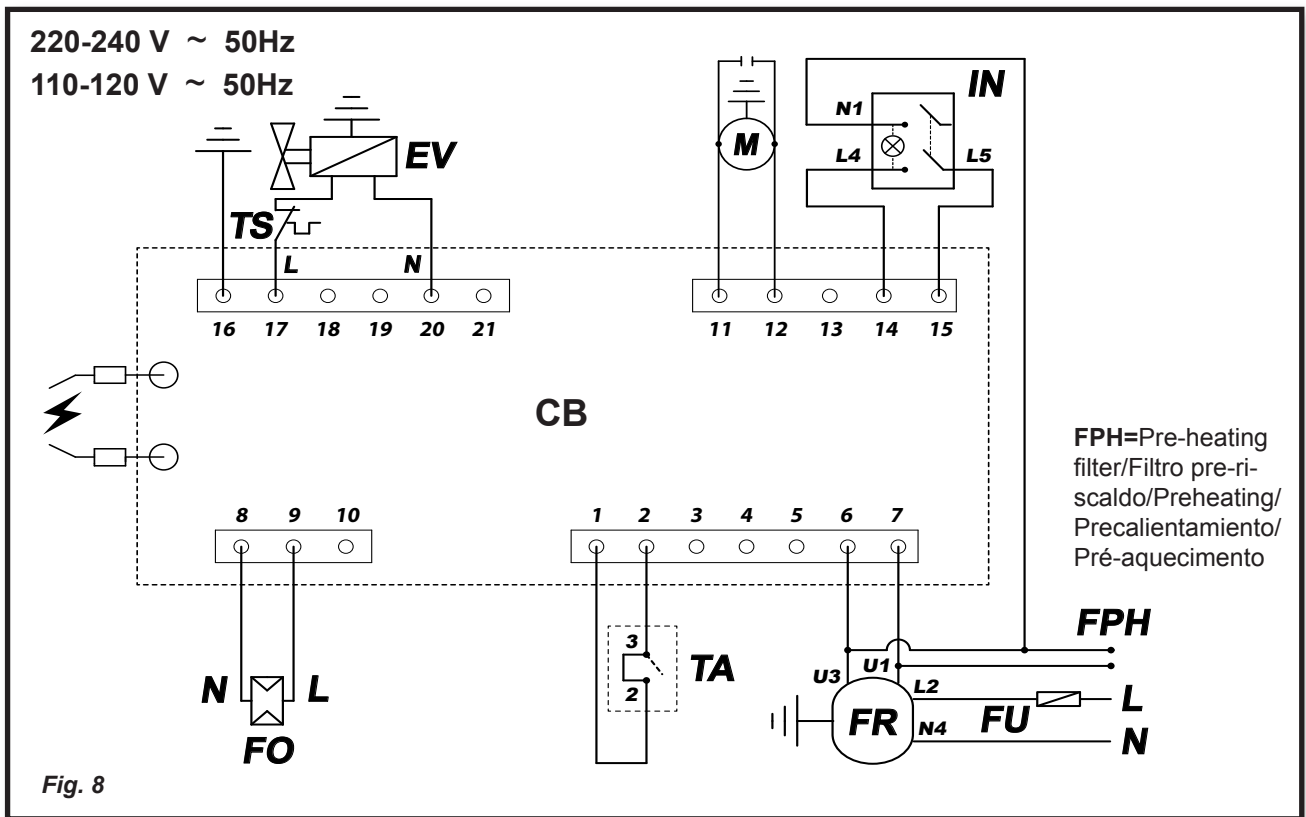 220-240 V ~ 50Hz
110-120 V ~ 50Hz
IN
N1
M
EV
L4
L5
TS
L
N
16 17 18 19 20 21
11 12 13 14 15
CB
FPH=Pre-heating
filter/Filtro pre-ri-
scaldo/Preheating/
Precalientamiento/
Pré-aquecimento
8 9 10
1 2 3 4 5 6 7
FPH
3
TA
2
U3
U1
L2
N
L
FR
FU
L
N4
N
FO
Fig. 8